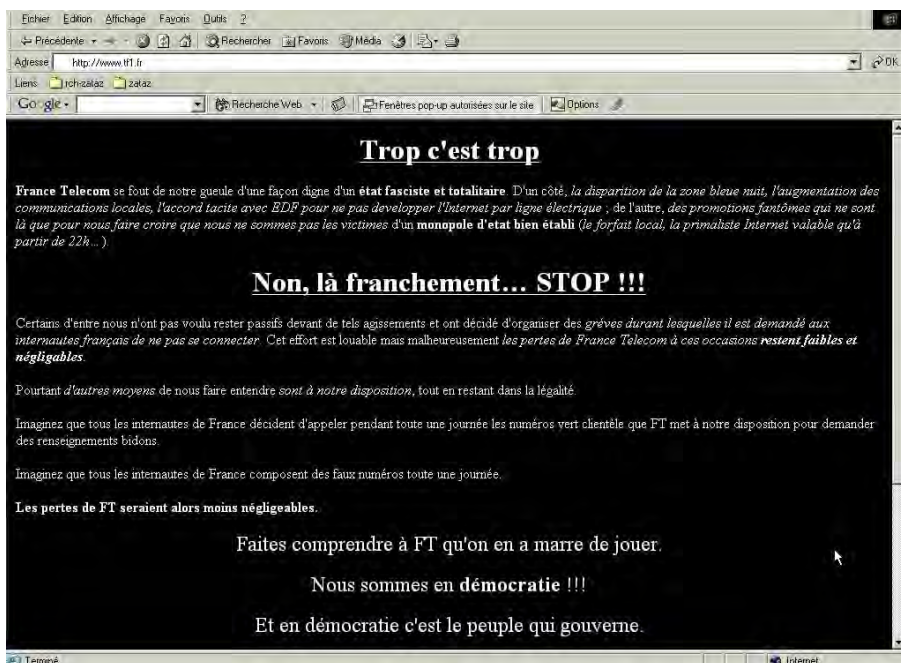 Fichier Edition Affichage Favoris Outils ?
Précédente Rechercher Favoris Média
Adresse http://www.tf1.fr OK
Liens rch-zataz zataz
Google Recherche Web Fenêtres pop-up autorisées sur le site Options
Trop c'est trop
France Telecom se fout de notre gueule d'une façon digne d'un état fasciste et totalitaire. D'un côté, la disparition de la zone bleue nuit, l'augmentation des
communications locales, l'accord tacite avec EDF pour ne pas developper l'Internet par ligne électrique ; de l'autre, des promotions fantômes qui ne sont
là que pour nous faire croire que nous ne sommes pas les victimes d'un monopole d'etat bien établi (le forfait local, la primaliste Internet valable qu'à
partir de 22h... ).
Non, là franchement... STOP !!!
Certains d'entre nous n'ont pas voulu rester passifs devant de tels agissements et ont décidé d'organiser des gréves durant lesquelles il est demandé aux
internautes français de ne pas se connecter. Cet effort est louable mais malheureusement les pertes de France Telecom à ces occasions restent faibles et
négligables.
Pourtant d'autres moyens de nous faire entendre sont à notre disposition, tout en restant dans la légalité.
Imaginez que tous les internautes de France décident d'appeler pendant toute une journée les numéros vert clientèle que FT met à notre disposition pour demander
des renseignements bidons.
Imaginez que tous les internautes de France composent des faux numéros toute une journée.
Les pertes de FT seraient alors moins négligeables.
Faites comprendre à FT qu'on en a marre de jouer.
Nous sommes en démocratie !!!
Et en démocratie c'est le peuple qui gouverne.
Terminé Internet